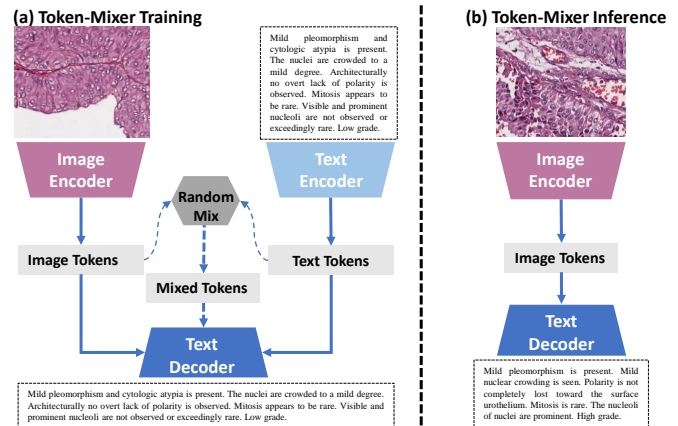 (a) Token-Mixer Training
Mild pleomorphism and
cytologic atypia is present.
The nuclei are crowded to a
mild degree. Architecturally
no overt lack of polarity is
observed. Mitosis appears to
be rare. Visible and prominent
nucleoli are not observed or
exceedingly rare. Low grade.
Image
Encoder
Text
Encoder
Random
Mix
Image Tokens
Text Tokens
Mixed Tokens
Text
Decoder
Mild pleomorphism and cytologic atypia is present. The nuclei are crowded to a mild degree.
Architecturally no overt lack of polarity is observed. Mitosis appears to be rare. Visible and
prominent nucleoli are not observed or exceedingly rare. Low grade.
(b) Token-Mixer Inference
Image
Encoder
Image Tokens
Text
Decoder
Mild pleomorphism is present. Mild
nuclear crowding is seen. Polarity is not
completely lost toward the surface
urothelium. Mitosis is rare. The nucleoli
of nuclei are prominent. High grade.